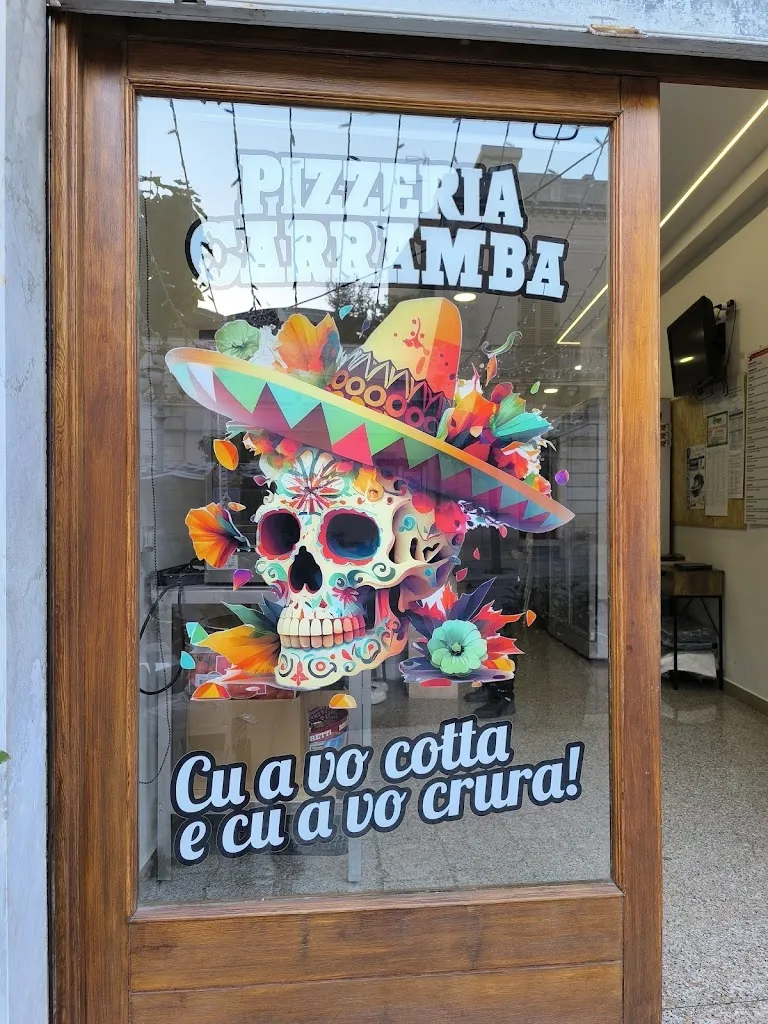 PIZZERIA
CARRAMBA
Cu a vo cotta
e cu a vo crura!